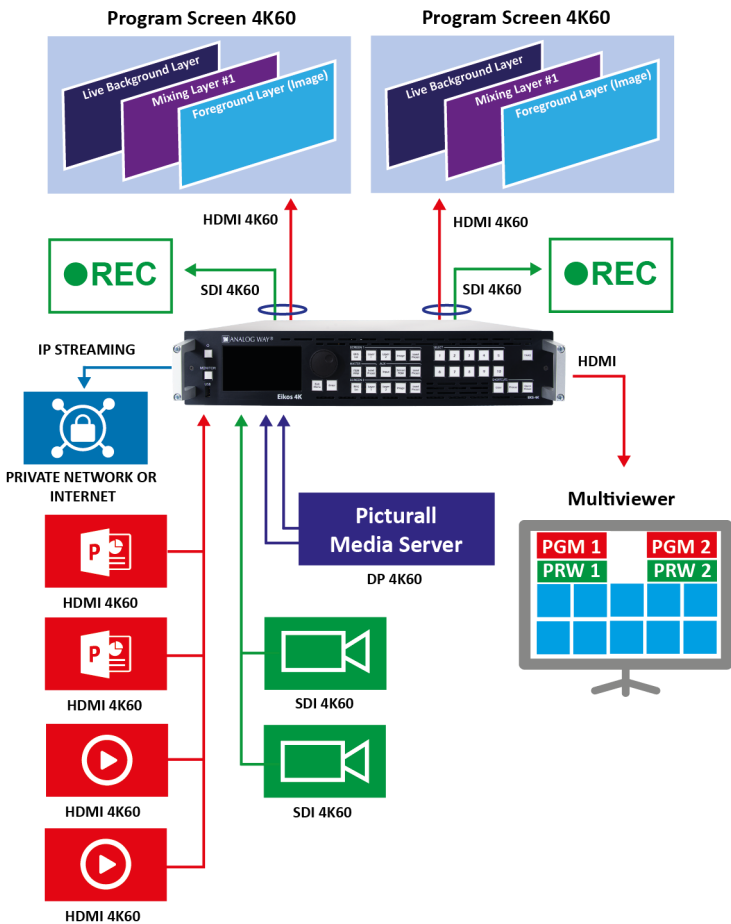 Program Screen 4K60
Program Screen 4K60
Live Background Layer
Mixing Layer #1
Foreground Layer (Image)
Live Background Layer
Mixing Layer #1
Foreground Layer (Image)
HDMI 4K60
HDMI 4K60
REC
REC
SDI 4K60
SDI 4K60
IP STREAMING
ANALOG WAY®
Eikos 4K
HDMI
PRIVATE NETWORK OR
INTERNET
Picturall
Media Server
DP 4K60
Multiviewer
PGM 1
PGM 2
PRW 1
PRW 2
P
HDMI 4K60
P
HDMI 4K60
SDI 4K60
HDMI 4K60
SDI 4K60
HDMI 4K60